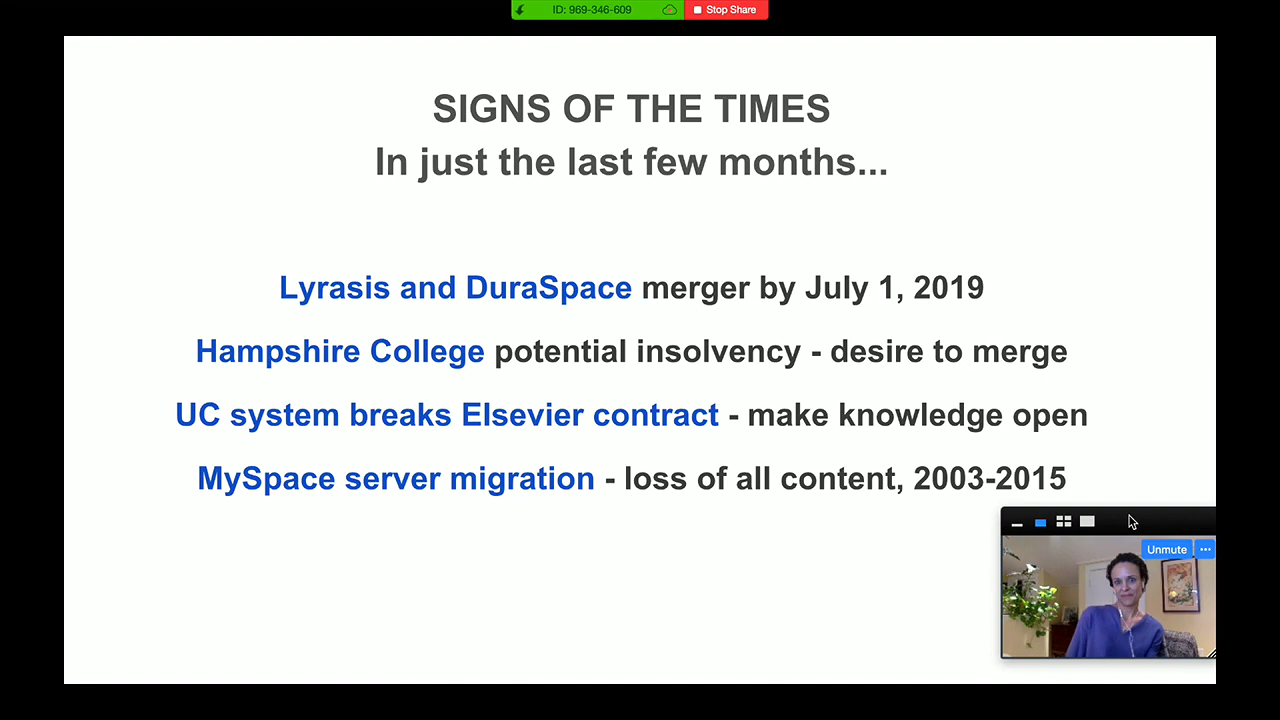 ID: 969-346-609 Stop Share
SIGNS OF THE TIMES
In just the last few months...
Lyrasis and DuraSpace merger by July 1, 2019
Hampshire College potential insolvency - desire to merge
UC system breaks Elsevier contract - make knowledge open
MySpace server migration - loss of all content, 2003-2015
Unmute